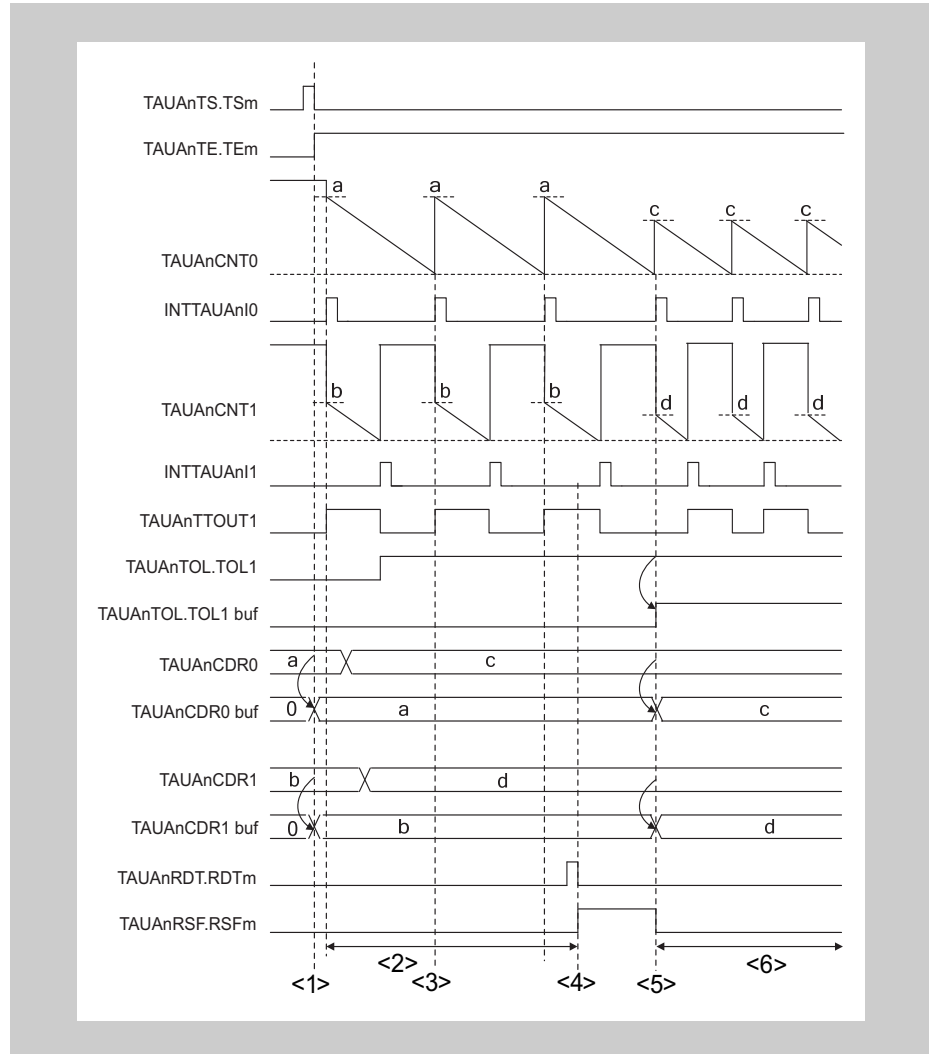 TAUAnTS.TSm
TAUAnTE.TEm
a a a c c c
TAUAnCNT0
INTTAUAnI0
b b b d d d
TAUAnCNT1
INTTAUAnI1
TAUAnTTOUT1
TAUAnTOL.TOL1
TAUAnTOL.TOL1 buf
TAUAnCDR0 a c
TAUAnCDR0 buf 0 a c
TAUAnCDR1 b d
TAUAnCDR1 buf 0 b d
TAUAnRDT.RDTm
TAUAnRSF.RSFm
<2> <6>
<1> <3> <4> <5>